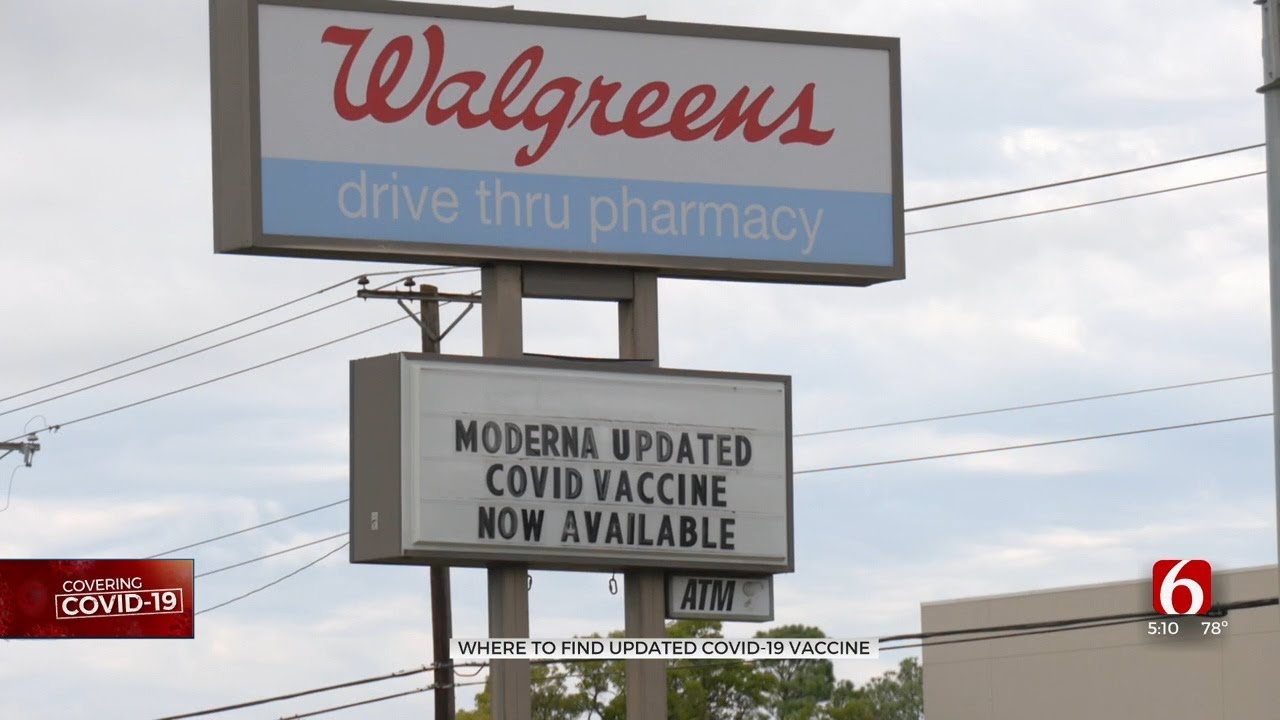 Walgreens
drive thru pharmacy
MODERNA UPDATED
COVID VACCINE
NOW AVAILABLE
ATM
COVERING
COVID-19
6
5:10 78°
WHERE TO FIND UPDATED COVID-19 VACCINE